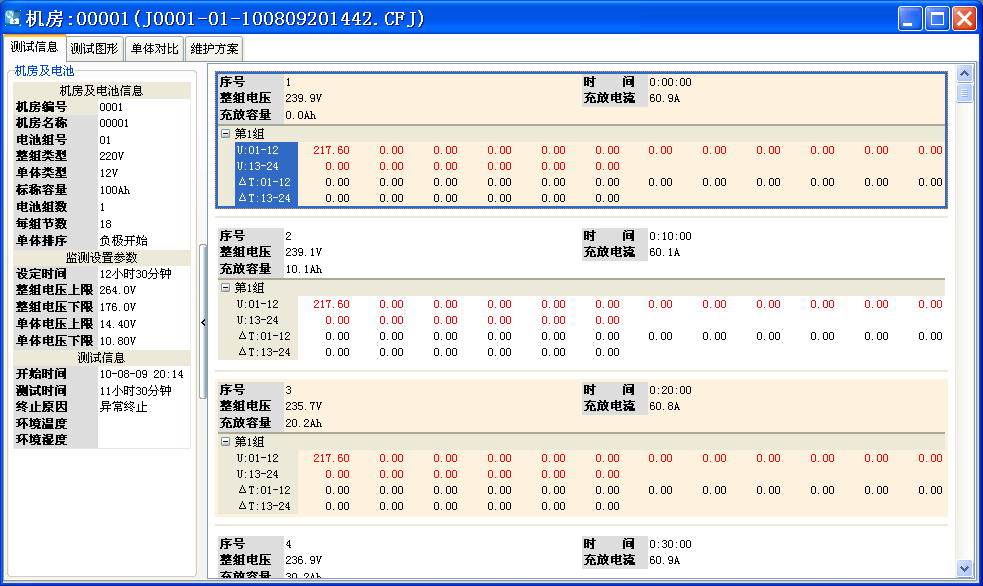 机房:00001(J0001-01-100809201442.CFJ)
测试信息 测试图形 单体对比 维护方案
机房及电池
机房及电池信息
机房编号 0001
机房名称 00001
电池组号 01
整组类型 220V
单体类型 12V
标称容量 100Ah
电池组数 1
每组节数 18
单体排序 负极开始
监测设置参数
设定时间 12小时30分钟
整组电压上限 264.0V
整组电压下限 176.0V
单体电压上限 14.40V
单体电压下限 10.80V
测试信息
开始时间 10-08-09 20:14
测试时间 11小时30分钟
终止原因 异常终止
环境温度
环境湿度
序号 1 时 间 0:00:00
整组电压 239.9V 充放电流 60.9A
充放容量 0.0Ah
第1组
U:01-12 217.60 0.00 0.00 0.00 0.00 0.00 0.00 0.00 0.00 0.00 0.00 0.00
U:13-24 0.00 0.00 0.00 0.00 0.00 0.00
△T:01-12 0.00 0.00 0.00 0.00 0.00 0.00 0.00 0.00 0.00 0.00 0.00 0.00
△T:13-24 0.00 0.00 0.00 0.00 0.00 0.00
序号 2 时 间 0:10:00
整组电压 239.1V 充放电流 60.1A
充放容量 10.1Ah
第1组
U:01-12 217.60 0.00 0.00 0.00 0.00 0.00 0.00 0.00 0.00 0.00 0.00 0.00
U:13-24 0.00 0.00 0.00 0.00 0.00 0.00
△T:01-12 0.00 0.00 0.00 0.00 0.00 0.00 0.00 0.00 0.00 0.00 0.00 0.00
△T:13-24 0.00 0.00 0.00 0.00 0.00 0.00
序号 3 时 间 0:20:00
整组电压 235.7V 充放电流 60.8A
充放容量 20.2Ah
第1组
U:01-12 217.60 0.00 0.00 0.00 0.00 0.00 0.00 0.00 0.00 0.00 0.00 0.00
U:13-24 0.00 0.00 0.00 0.00 0.00 0.00
△T:01-12 0.00 0.00 0.00 0.00 0.00 0.00 0.00 0.00 0.00 0.00 0.00 0.00
△T:13-24 0.00 0.00 0.00 0.00 0.00 0.00
序号 4 时 间 0:30:00
整组电压 236.9V 充放电流 60.9A
充放容量 30.2Ah